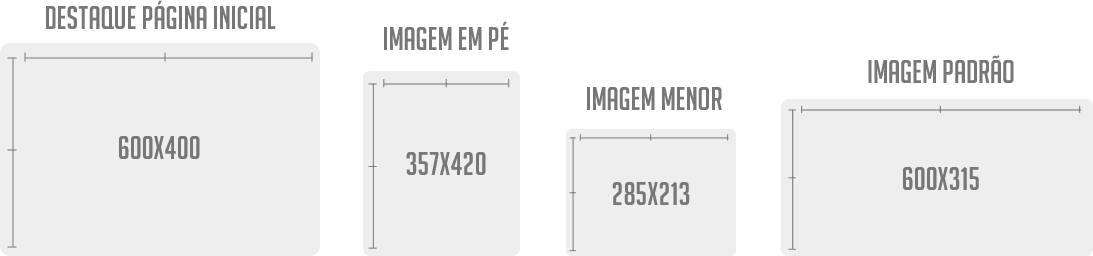 DESTAQUE PÁGINA INICIAL
600X400
IMAGEM EM PÉ
357X420
IMAGEM MENOR
285X213
IMAGEM PADRÃO
600X315